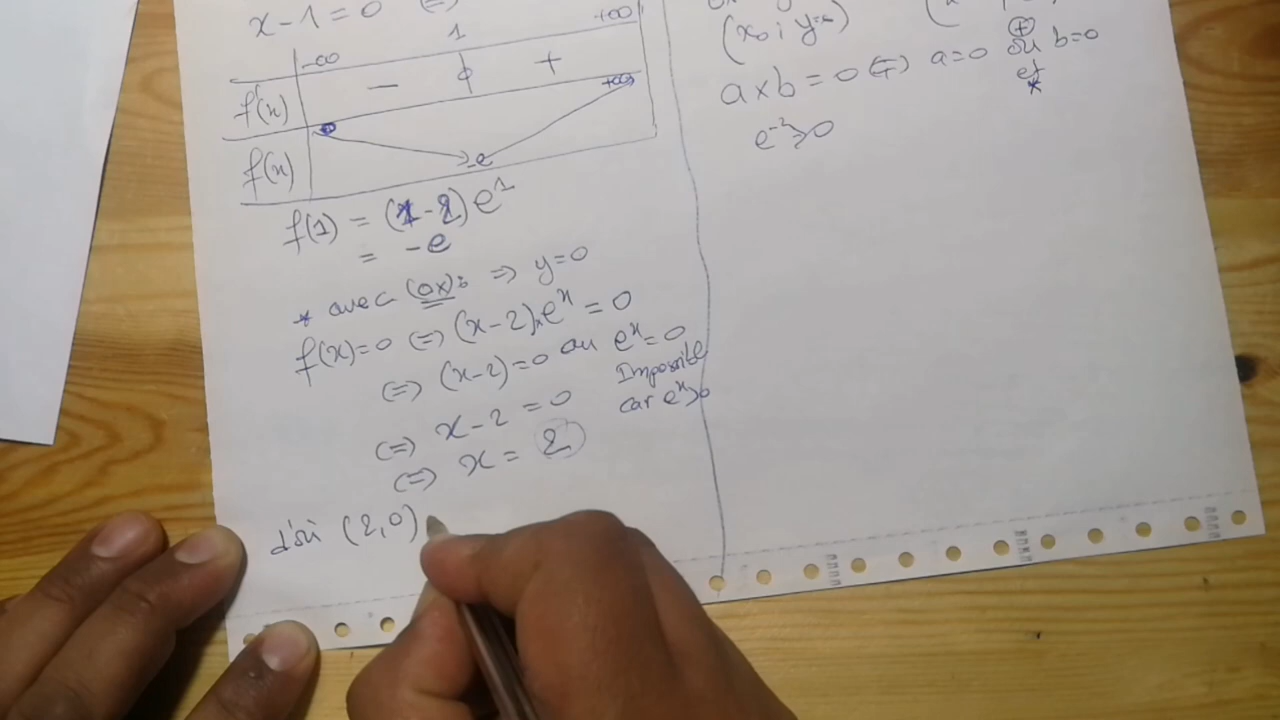 x-1=0 (=)
-∞ 1 +∞
f'(x) - 0 +
+∞
f(x) -e
f(1) = (1-2)e^1
= -e
* avec (ox): => y=0
f(x)=0 (=) (x-2)×e^x = 0
(=) (x-2)=0 ou e^x=0
Impossible
car e^x>0
(=) x-2 = 0
(=) x = 2
d'où (2,0)
(x_0; y=
a×b = 0 (=) a=0 ou b=0
et
*
e^-2>0